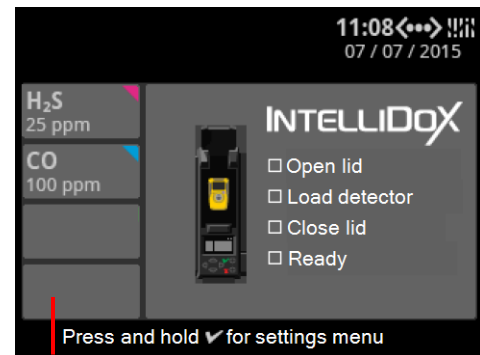 11:08
07 / 07 / 2015
H₂S
25 ppm
CO
100 ppm
INTELLIDOX
Open lid
Load detector
Close lid
Ready
Press and hold ✔ for settings menu